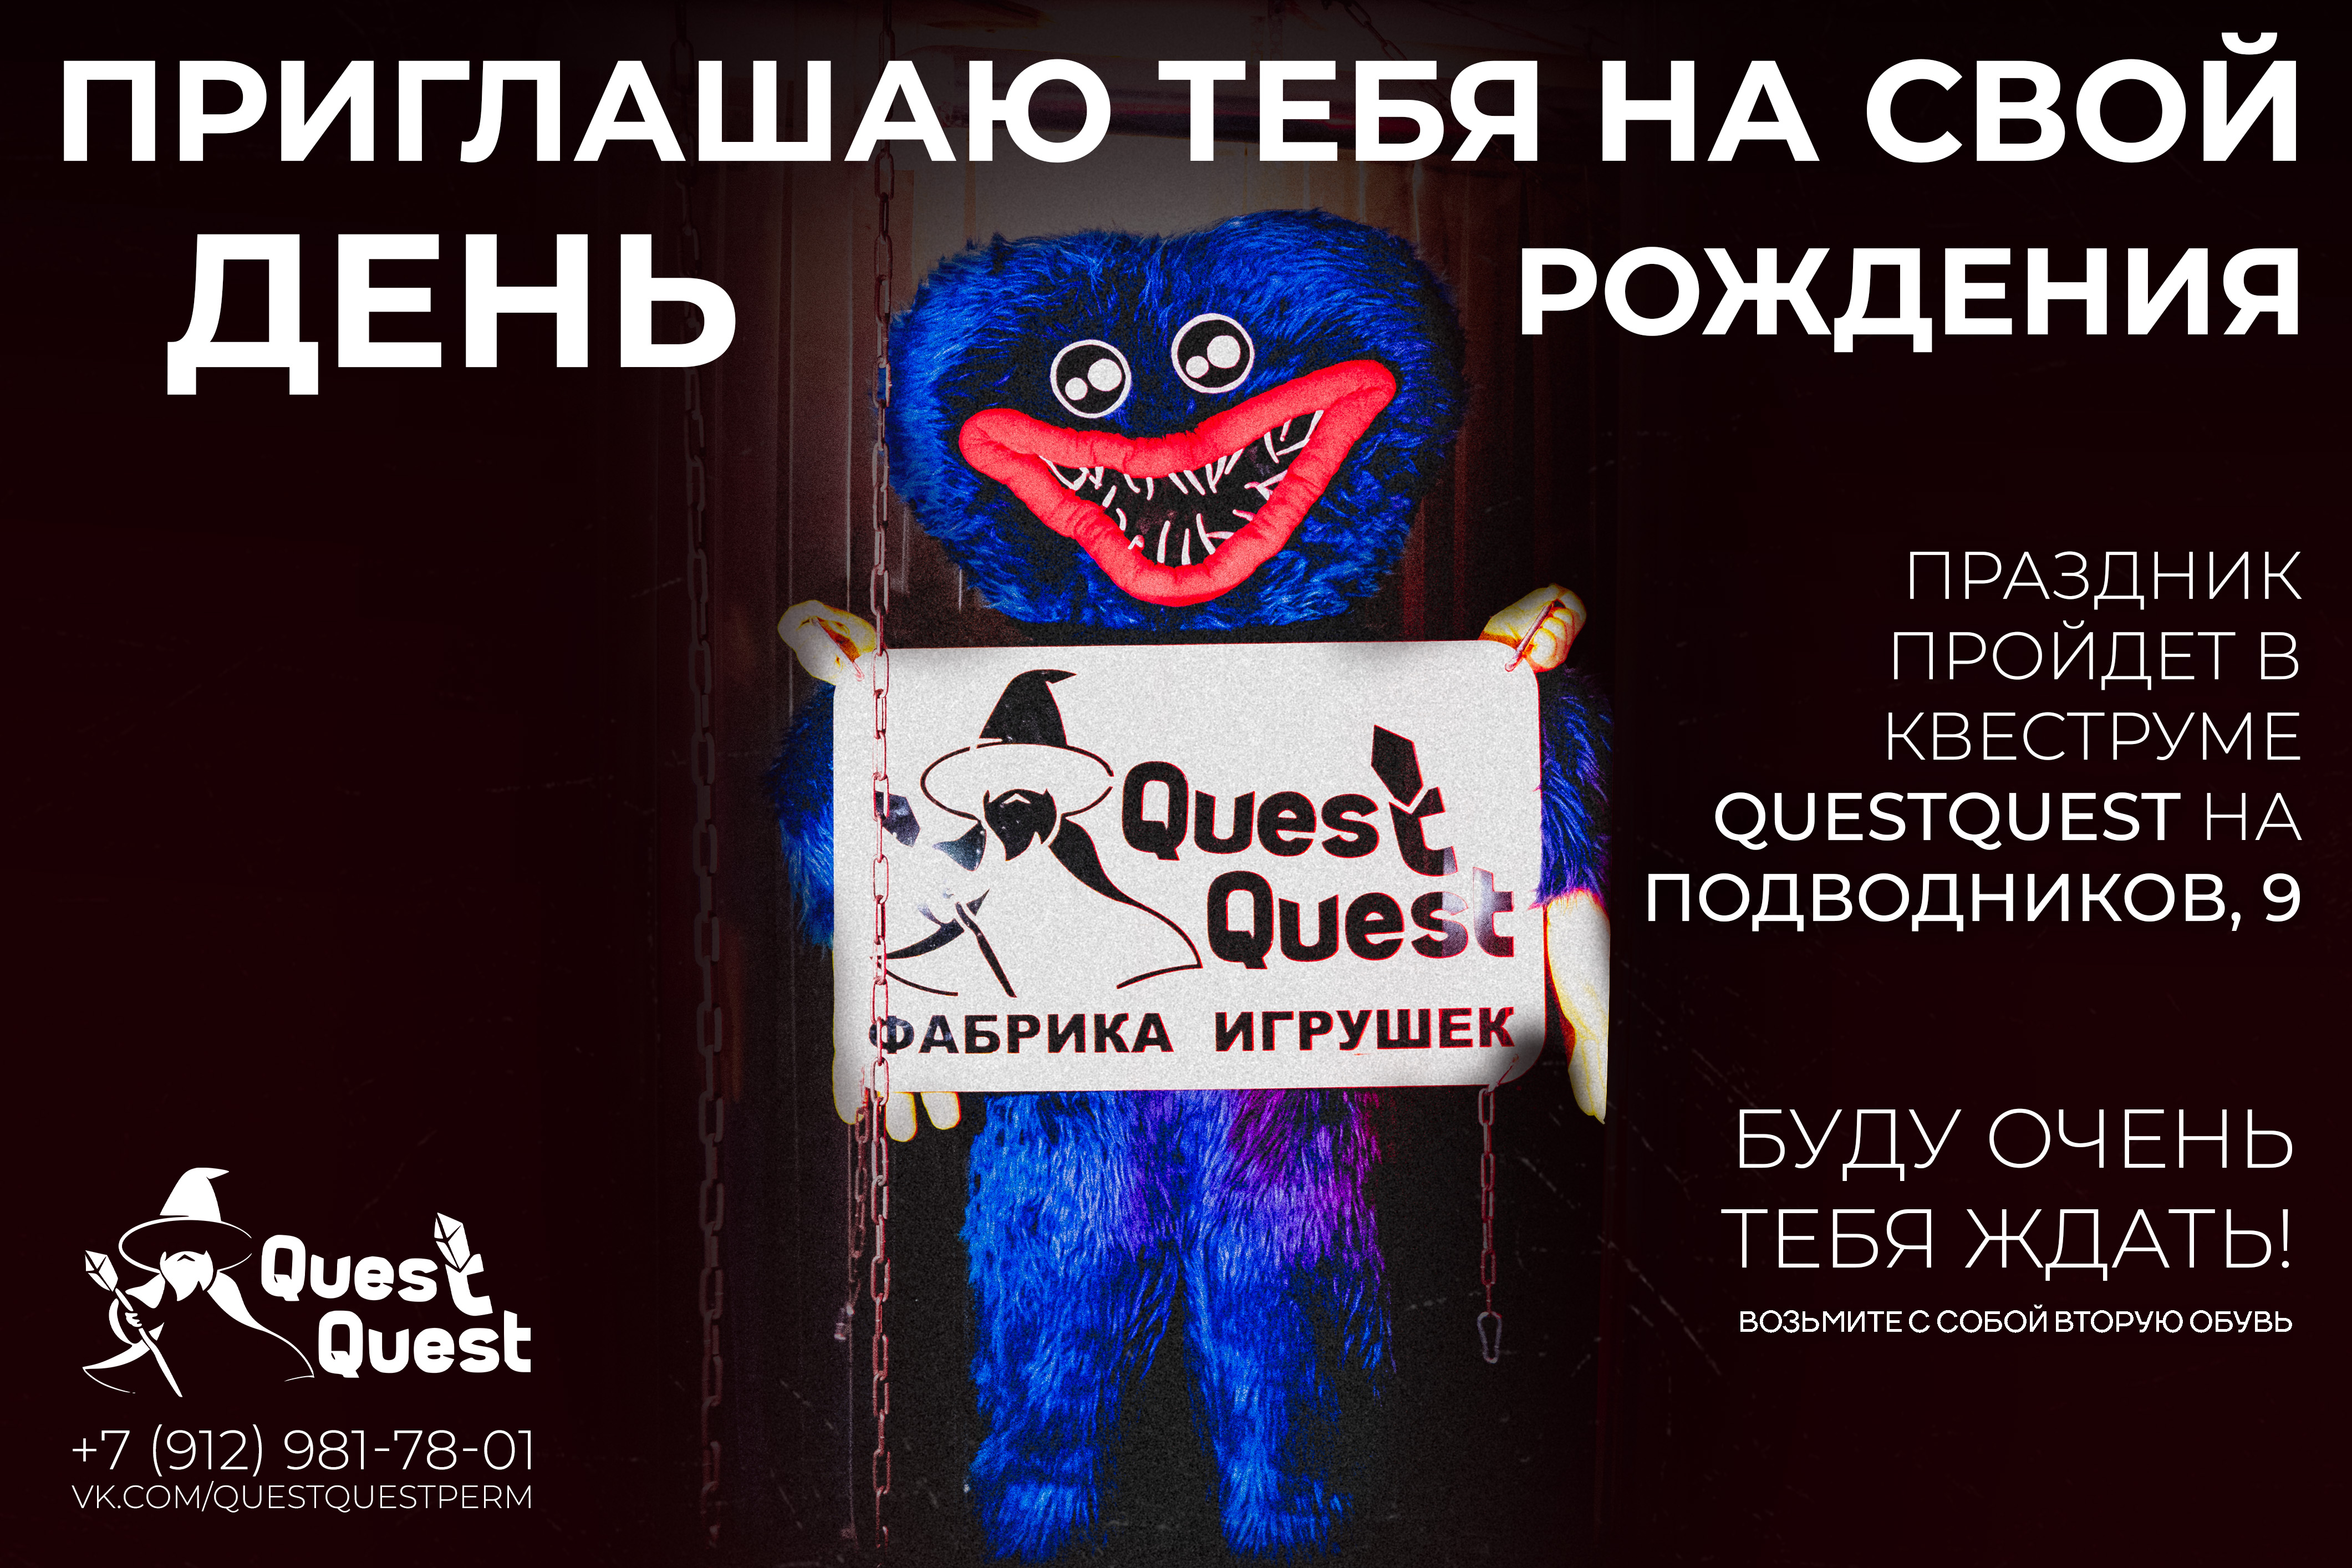 ПРИГЛАШАЮ ТЕБЯ НА СВОЙ
ДЕНЬ РОЖДЕНИЯ
ПРАЗДНИК
ПРОЙДЕТ В
КВЕСТРУМЕ
QUESTQUEST НА
ПОДВОДНИКОВ, 9
Quest
Quest
ФАБРИКА ИГРУШЕК
БУДУ ОЧЕНЬ
ТЕБЯ ЖДАТЬ!
ВОЗЬМИТЕ С СОБОЙ ВТОРУЮ ОБУВЬ
Quest
Quest
+7 (912) 981-78-01
VK.COM/QUESTQUESTPERM